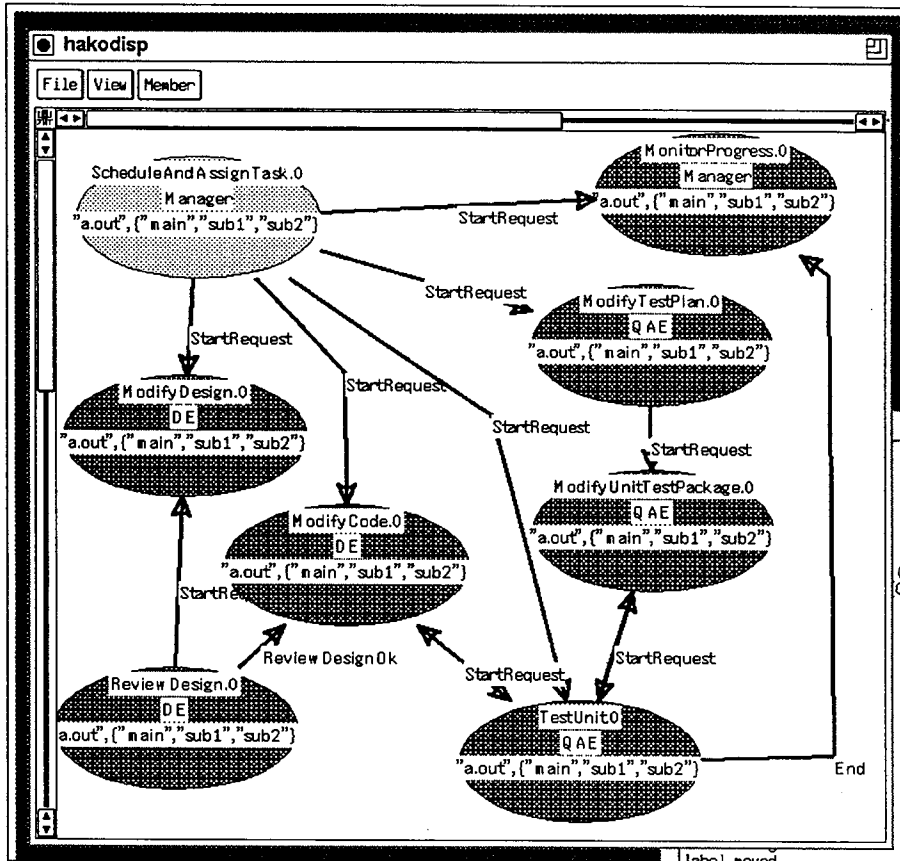 hakodisp
File View Member
ScheduleAndAssignTask.0
Manager
"a.out",{"main","sub1","sub2"}
MonitorProgress.0
Manager
"a.out",{"main","sub1","sub2"}
StartRequest
StartRequest
ModifyTestPlan.0
QAE
"a.out",{"main","sub1","sub2"}
StartRequest
ModifyDesign.0
DE
"a.out",{"main","sub1","sub2"}
StartRequest
StartRequest
StartRequest
ModifyUnitTestPackage.0
QAE
"a.out",{"main","sub1","sub2"}
ModifyCode.0
DE
"a.out",{"main","sub1","sub2"}
StartReq
ReviewDesignOk
StartRequest
StartRequest
ReviewDesign.0
DE
a.out",{"main","sub1","sub2"}
TestUnit0
QAE
"a.out",{"main","sub1","sub2"}
End
label moved